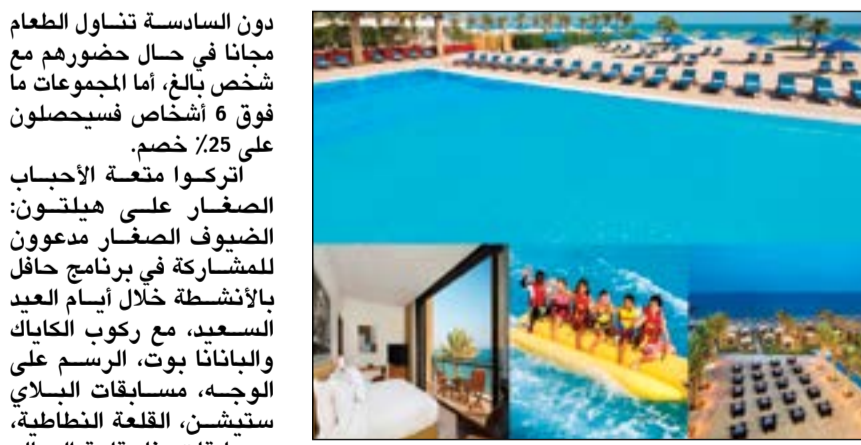 دون السادسة تناول الطعام
مجانا في حال حضورهم مع
شخص بالغ، أما المجموعات ما
فوق 6 أشخاص فسيحصلون
على 25٪ خصم.
اتركوا متعة الأحباب
الصغار على هيلتون:
الضيوف الصغار مدعوون
للمشاركة في برنامج حافل
بالأنشطة خلال أيام العيد
السعيد، مع ركوب الكاياك
والبانانا بوت، الرسم على
الوجه، مسابقات البلاي
ستيشن، القلعة النطاطية،